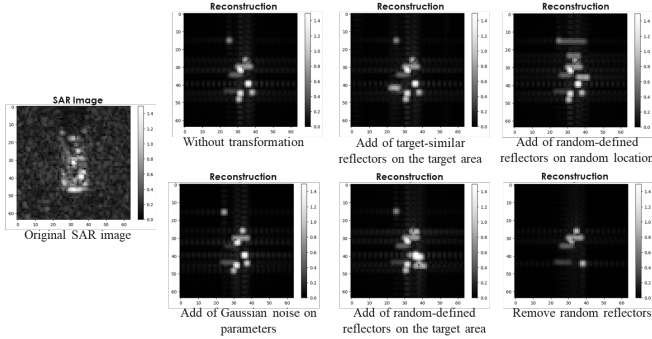 Reconstruction
Reconstruction
Reconstruction
Without transformation
Add of target-similar
reflectors on the target area
Add of random-defined
reflectors on random location
SAR Image
Original SAR image
Reconstruction
Reconstruction
Reconstruction
Add of Gaussian noise on
parameters
Add of random-defined
reflectors on the target area
Remove random reflectors